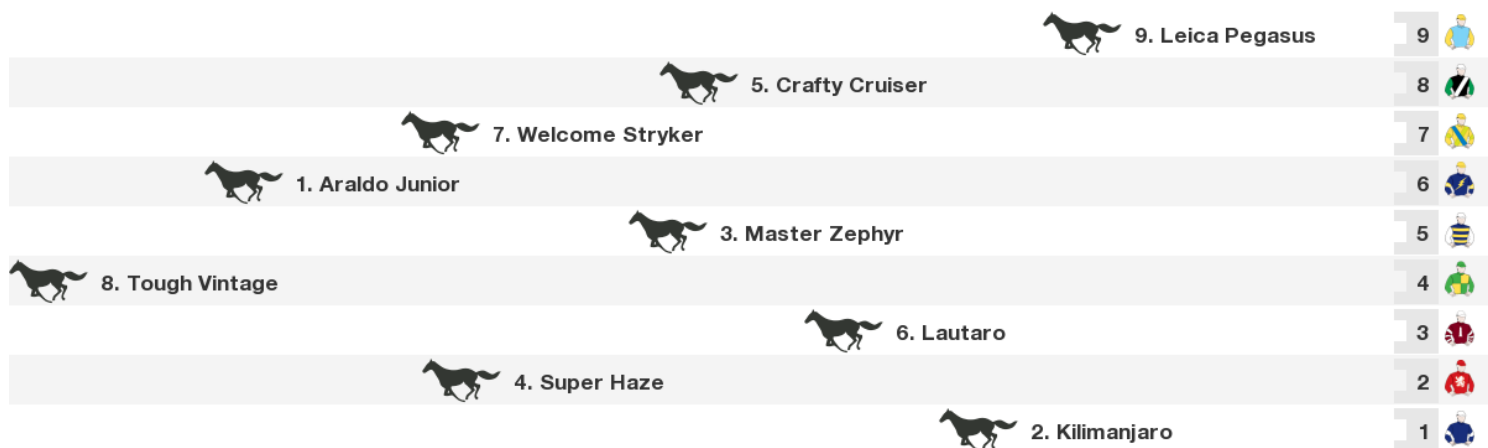 9. Leica Pegasus 9
5. Crafty Cruiser 8
7. Welcome Stryker 7
1. Araldo Junior 6
3. Master Zephyr 5
8. Tough Vintage 4
6. Lautaro 3
4. Super Haze 2
2. Kilimanjaro 1